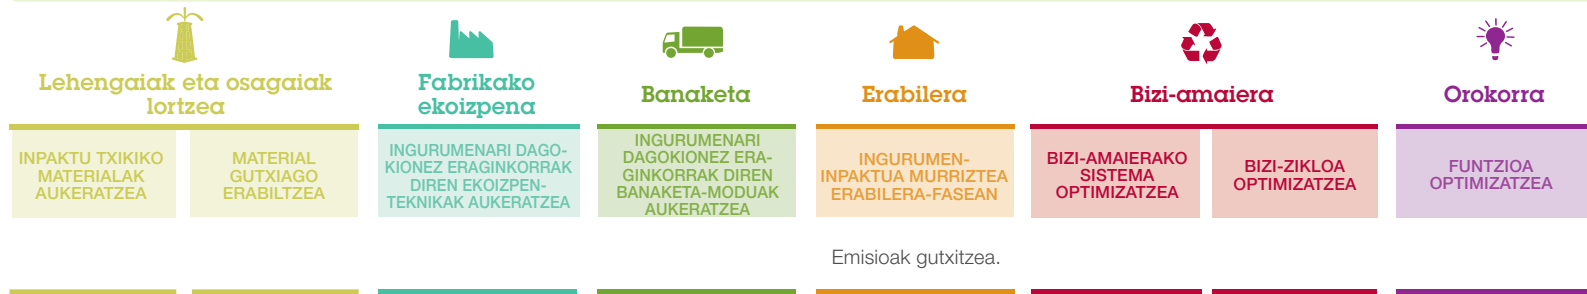 Lehengaiak eta osagaiak
lortzea
Fabrikako
ekoizpena
Banaketa
Erabilera
Bizi-amaiera
Orokorra
INPAKTU TXIKIKO
MATERIALAK
AUKERATZEA
MATERIAL
GUTXIAGO
ERABILTZEA
INGURUMENARI DAGO-
KIONEZ ERAGINKORRAK
DIREN EKOIZPEN-
TEKNIKAK AUKERATZEA
INGURUMENARI
DAGOKIONEZ ERA-
GINKORRAK DIREN
BANAKETA-MODUAK
AUKERATZEA
INGURUMEN-
INPAKTUA MURRIZTEA
ERABILERA-FASEAN
BIZI-AMAIERAKO
SISTEMA
OPTIMIZATZEA
BIZI-ZIKLOA
OPTIMIZATZEA
FUNTZIOA
OPTIMIZATZEA
Emisioak gutxitzea.